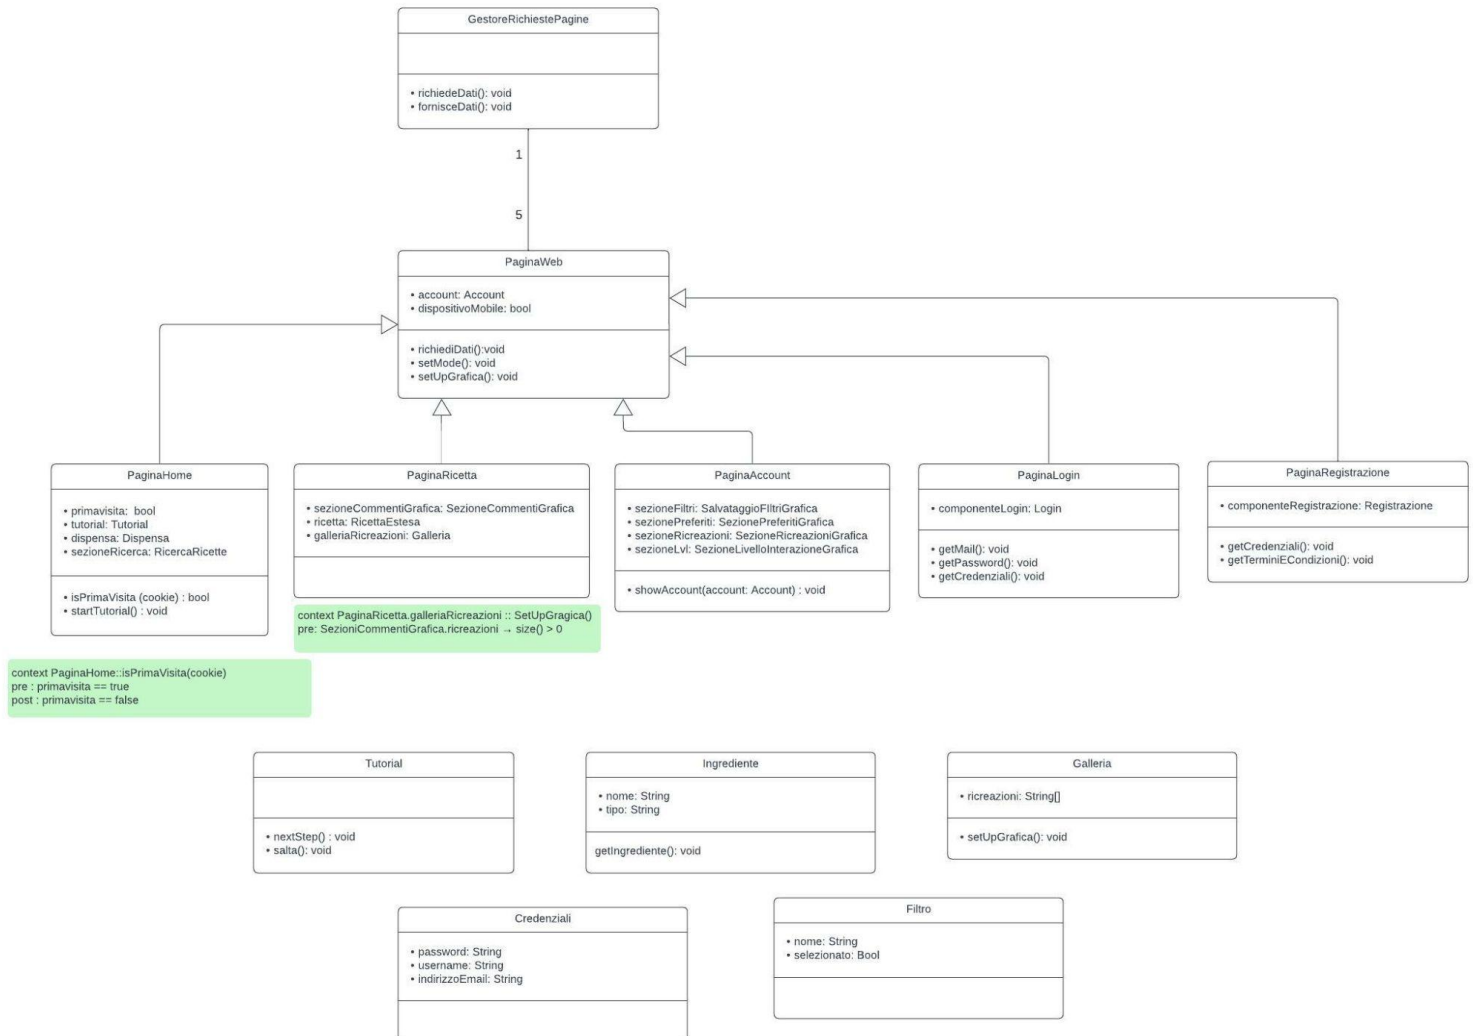 GestoreRichiestePagine
• richiedeDati(): void
• fornisceDati(): void
1
5
PaginaWeb
• account: Account
• dispositivoMobile: bool
• richiediDati():void
• setMode(): void
• setUpGrafica(): void
PaginaHome
• primavisita: bool
• tutorial: Tutorial
• dispensa: Dispensa
• sezioneRicerca: RicercaRicette
• isPrimaVisita (cookie) : bool
• startTutorial() : void
context PaginaHome::isPrimaVisita(cookie)
pre : primavisita == true
post : primavisita == false
PaginaRicetta
• sezioneCommentiGrafica: SezioneCommentiGrafica
• ricetta: RicettaEstesa
• galleriaRicreazioni: Galleria
context PaginaRicetta.galleriaRicreazioni :: SetUpGragica()
pre: SezioniCommentiGrafica.ricreazioni → size() > 0
PaginaAccount
• sezioneFiltri: SalvataggioFIltriGrafica
• sezionePreferiti: SezionePreferitiGrafica
• sezioneRicreazioni: SezioneRicreazioniGrafica
• sezioneLvl: SezioneLivelloInterazioneGrafica
• showAccount(account: Account) : void
PaginaLogin
• componenteLogin: Login
• getMail(): void
• getPassword(): void
• getCredenziali(): void
PaginaRegistrazione
• componenteRegistrazione: Registrazione
• getCredenziali(): void
• getTerminiECondizioni(): void
Tutorial
• nextStep() : void
• salta(): void
Ingrediente
• nome: String
• tipo: String
getIngrediente(): void
Galleria
• ricreazioni: String[]
• setUpGrafica(): void
Credenziali
• password: String
• username: String
• indirizzoEmail: String
Filtro
• nome: String
• selezionato: Bool